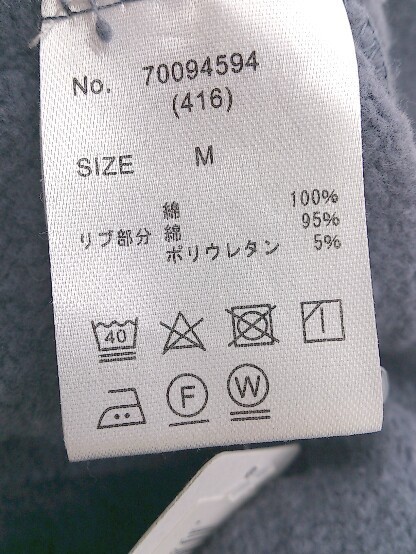 No. 70094594
(416)
SIZE M
綿 100%
リブ部分 綿 95%
ポリウレタン 5%
40
F W